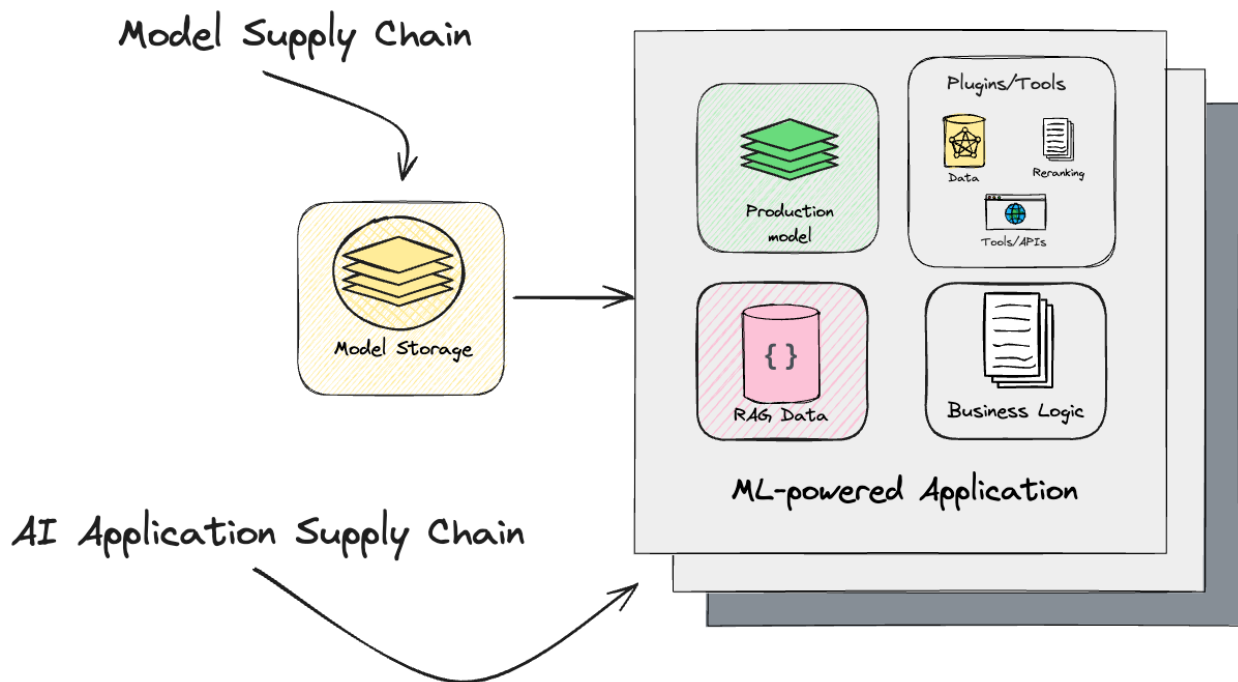 Model Supply Chain
Model Storage
Production
model
Plugins/Tools
Data
Reranking
Tools/APIs
{ }
RAG Data
Business Logic
ML-powered Application
AI Application Supply Chain